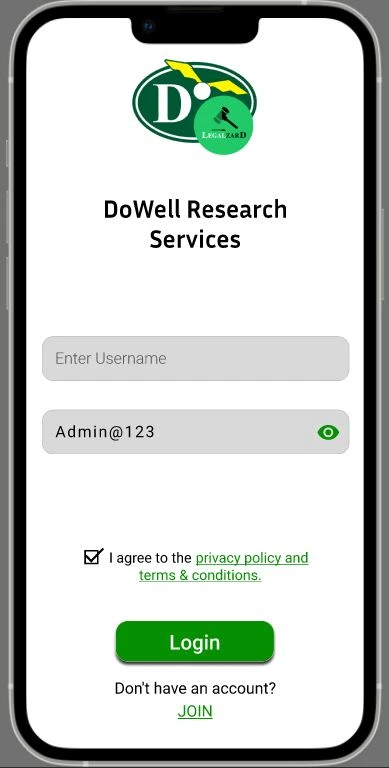 D
LEGALZARD
DoWell Research
Services
Enter Username
Admin@123
I agree to the privacy policy and
terms & conditions.
Login
Don't have an account?
JOIN